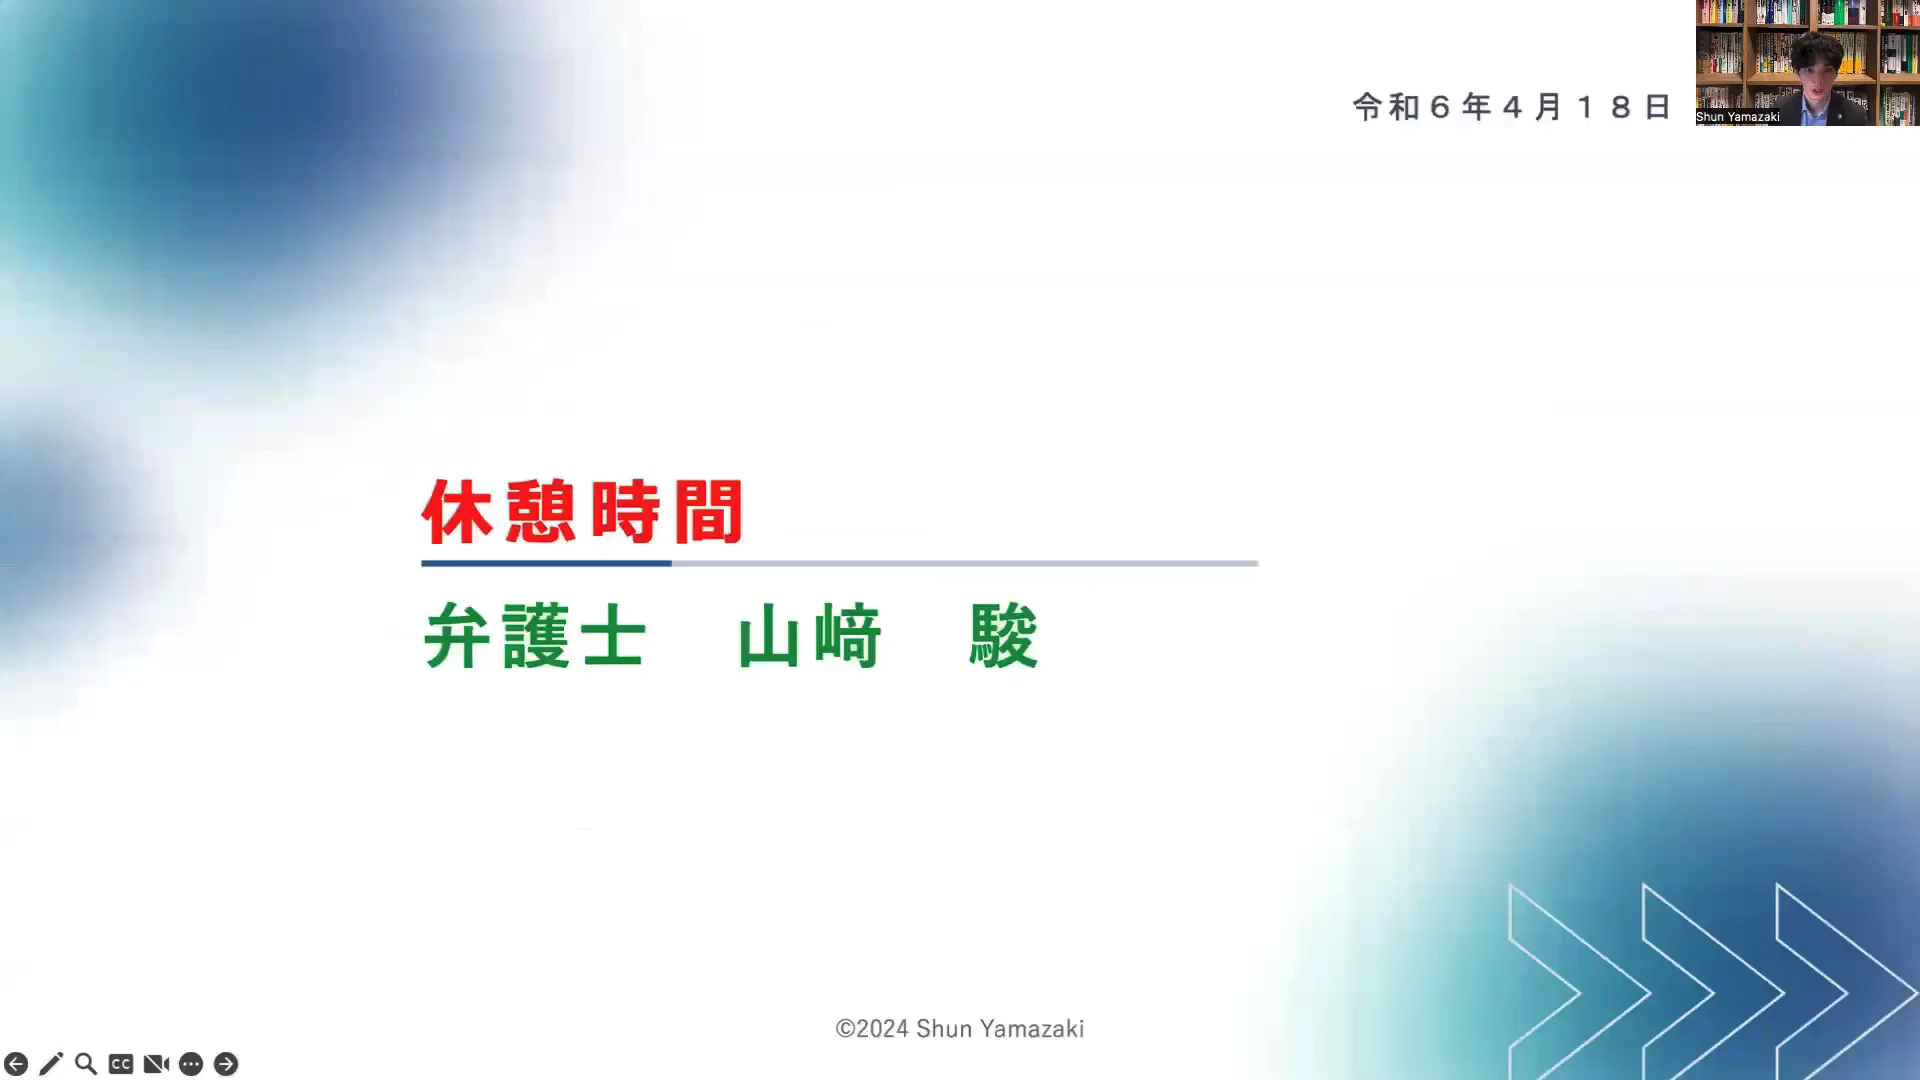 令和６年４月１８日
Shun Yamazaki
休憩時間
弁護士　山﨑　駿
©2024 Shun Yamazaki
CC